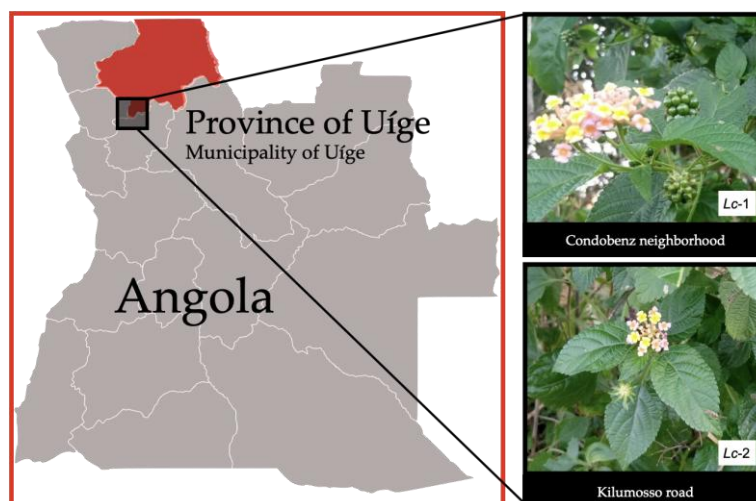 Province of Uíge
Municipality of Uíge
Angola
Lc-1
Condobenz neighborhood
Lc-2
Kilumosso road